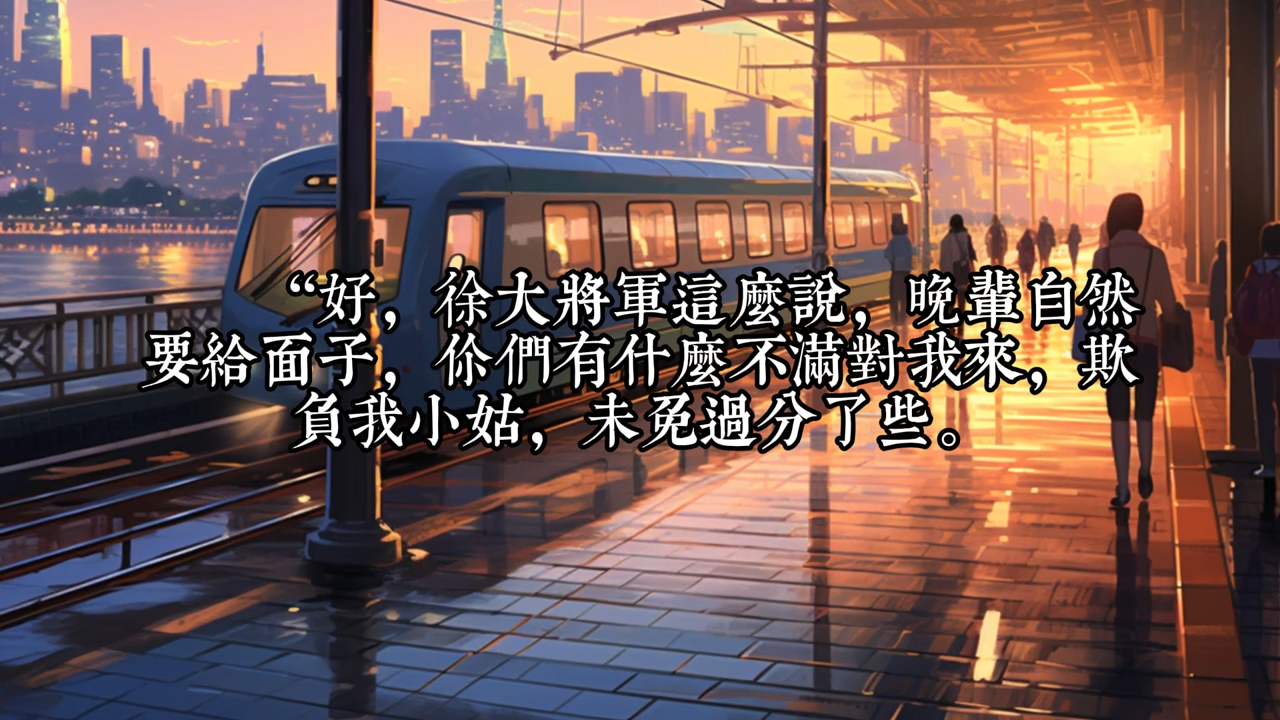 “好，徐大將軍這麼說，晚輩自然
要給面子，伱們有什麼不滿對我來，欺
負我小姑，未免過分了些。